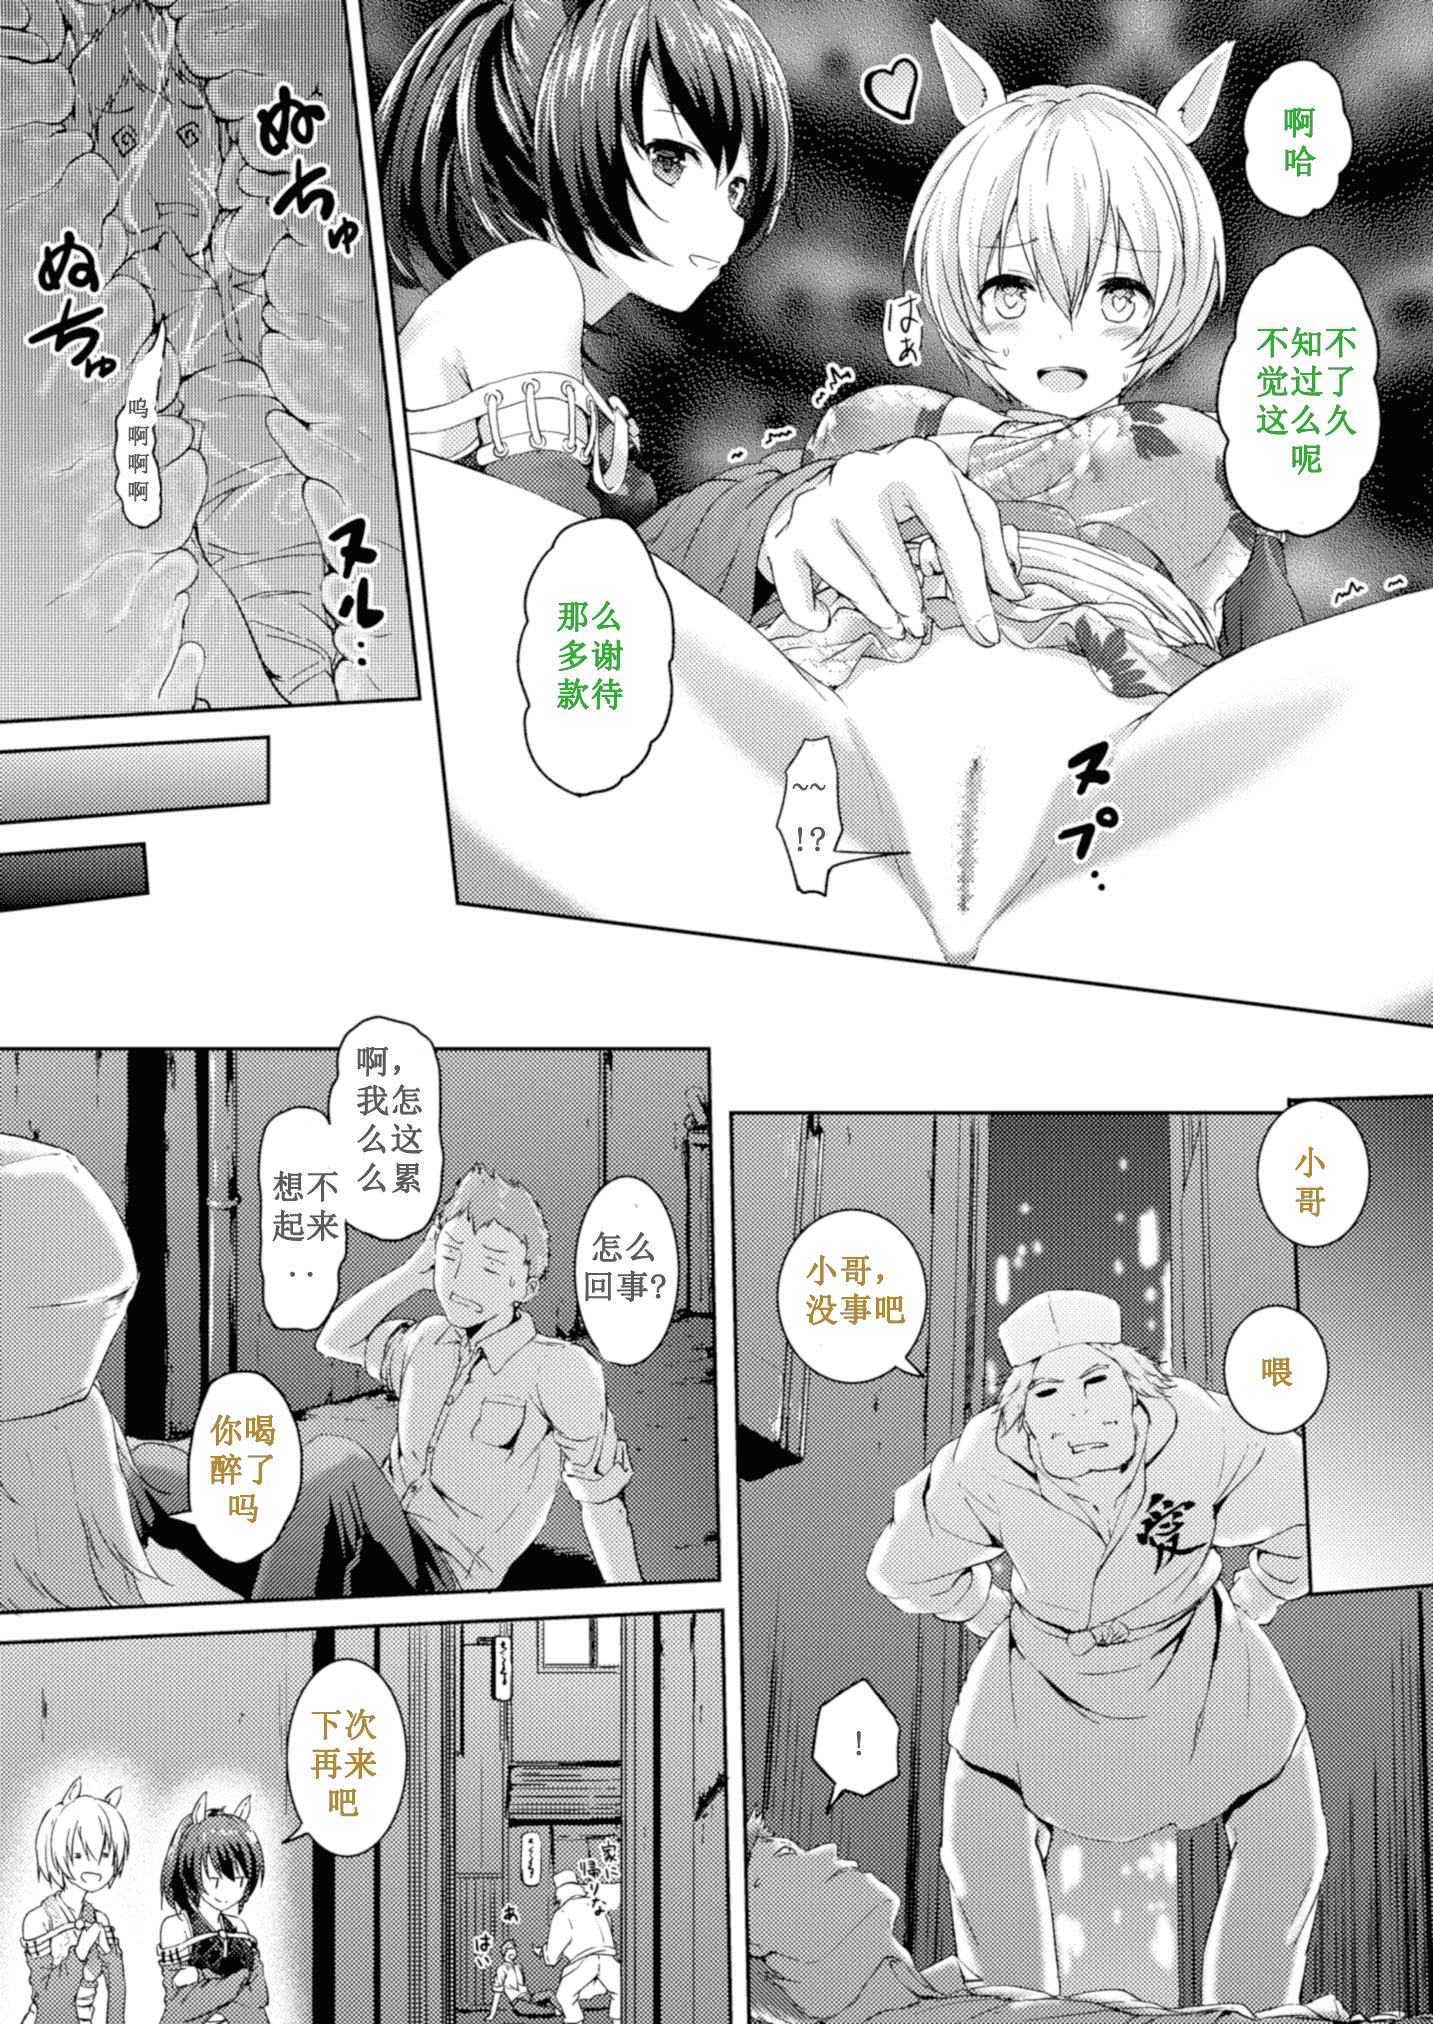 啊
哈
不知不
觉过了
这么久
呢
はぁ
那么
多谢
款待
~~
!?
ヌプ‥
ぬちゅ
ぬちゅ
呜
ヌル‥
小
哥
喂
小哥,
没事吧
!
怎么
回事?
啊,
我怎
么这
么累
想不
起来
..
你喝
醉了
吗
愛
下次
再来
吧
家に
帰りな
あ
はい